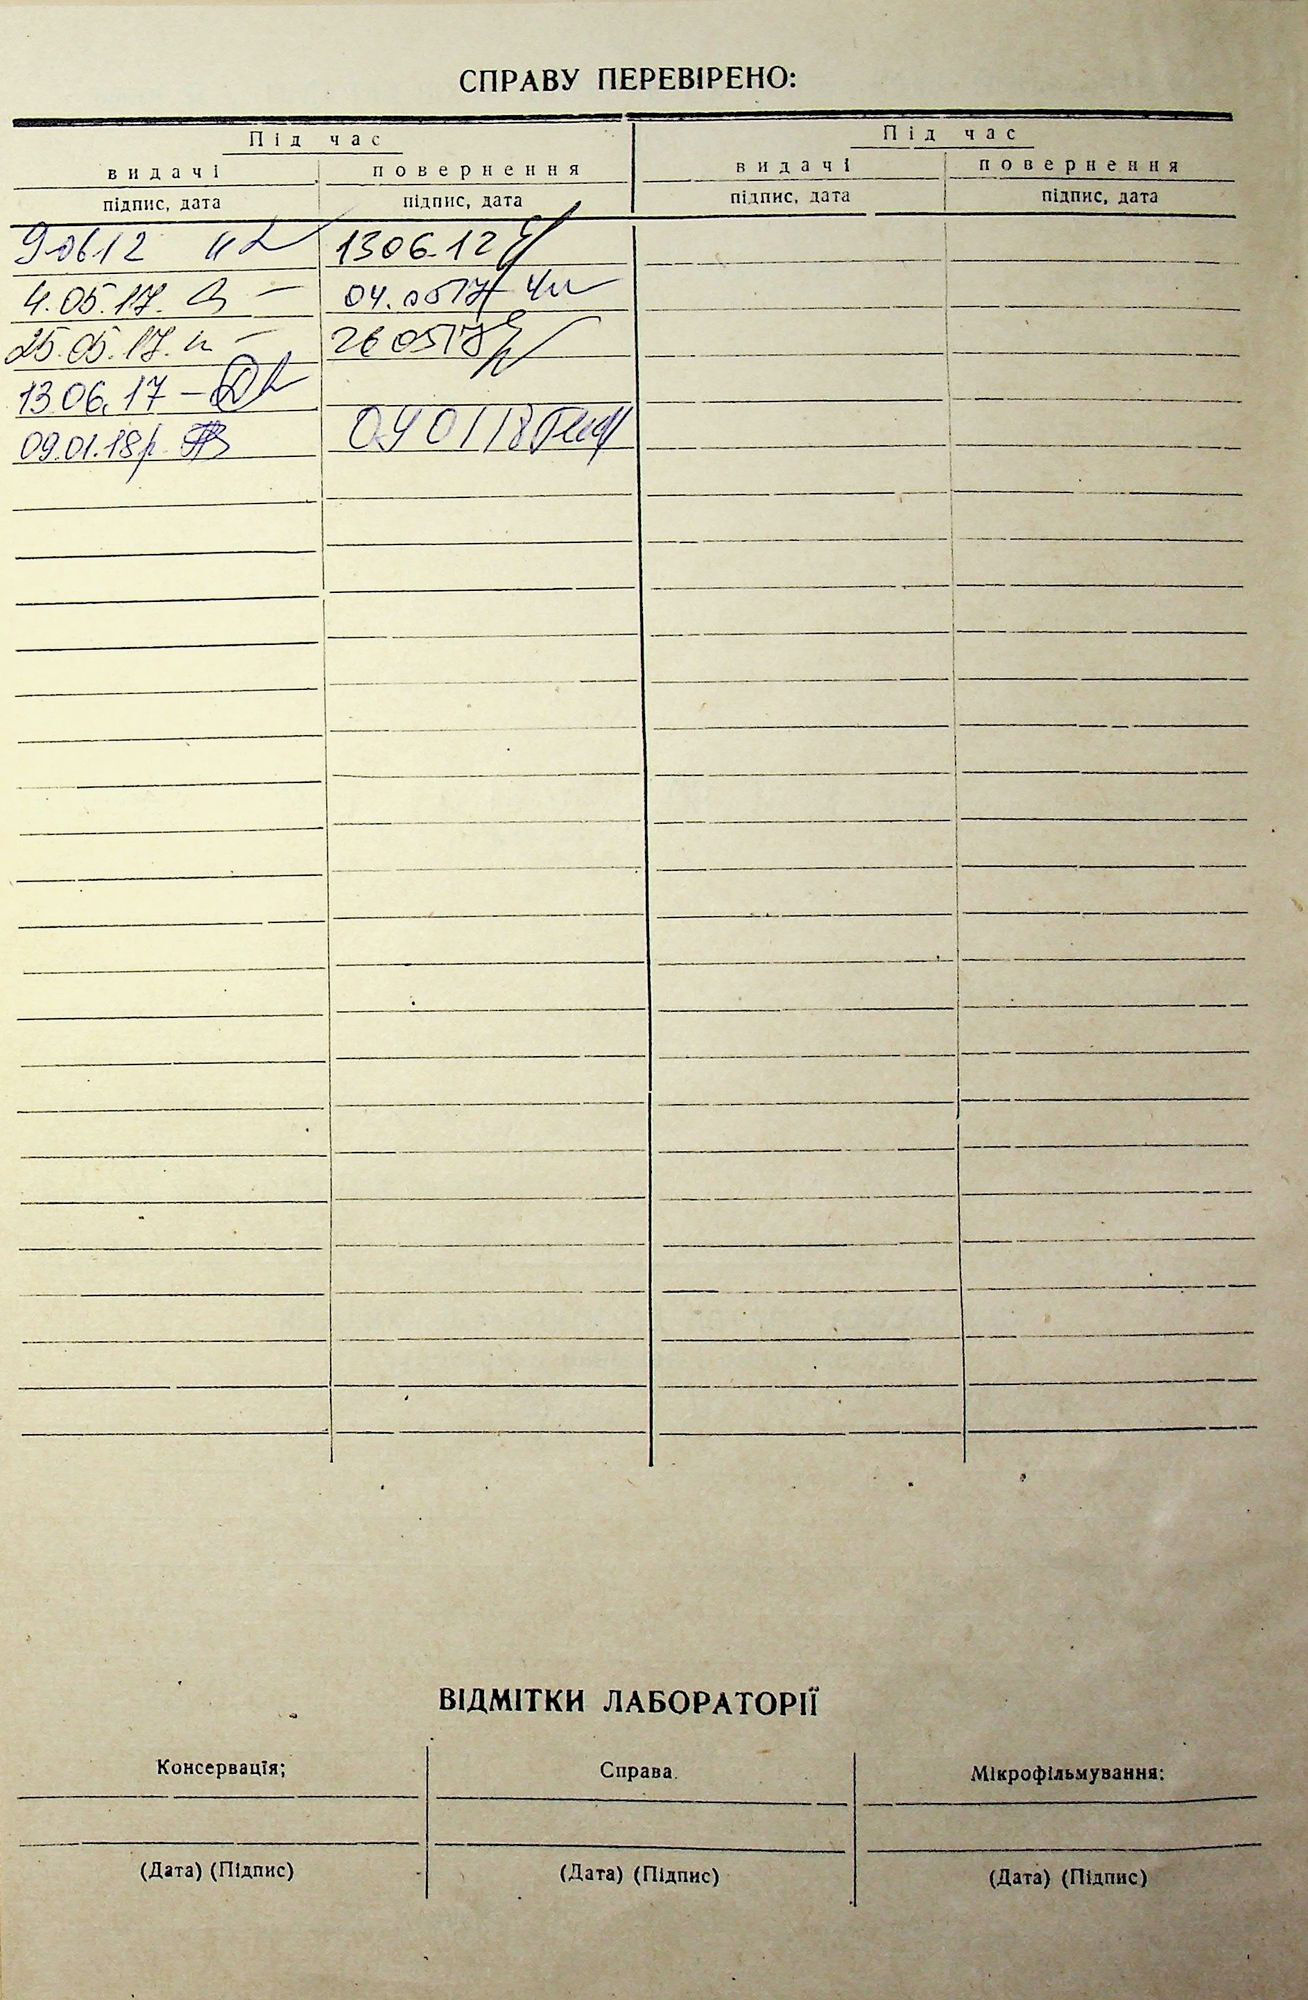 СПРАВУ ПЕРЕВІРЕНО:
Під час Під час
видачі повернення видачі повернення
підпис, дата підпис, дата підпис, дата підпис, дата
9.06.12 13.06.12
4.05.17. 04.05.17
25.05.17. 26.05.17
13.06.17 -
09.01.18р. 09.01.18
ВІДМІТКИ ЛАБОРАТОРІЇ
Консервація; Справа. Мікрофільмування:
(Дата) (Підпис) (Дата) (Підпис) (Дата) (Підпис)